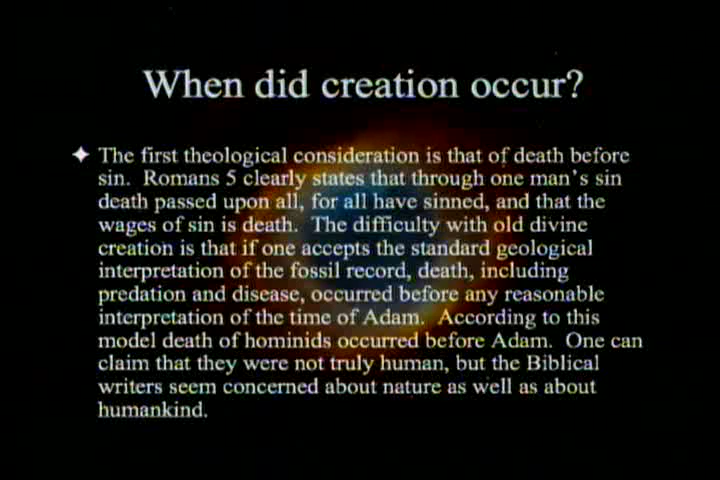 When did creation occur?
The first theological consideration is that of death before
sin. Romans 5 clearly states that through one man's sin
death passed upon all, for all have sinned, and that the
wages of sin is death. The difficulty with old divine
creation is that if one accepts the standard geological
interpretation of the fossil record, death, including
predation and disease, occurred before any reasonable
interpretation of the time of Adam. According to this
model death of hominids occurred before Adam. One can
claim that they were not truly human, but the Biblical
writers seem concerned about nature as well as about
humankind.